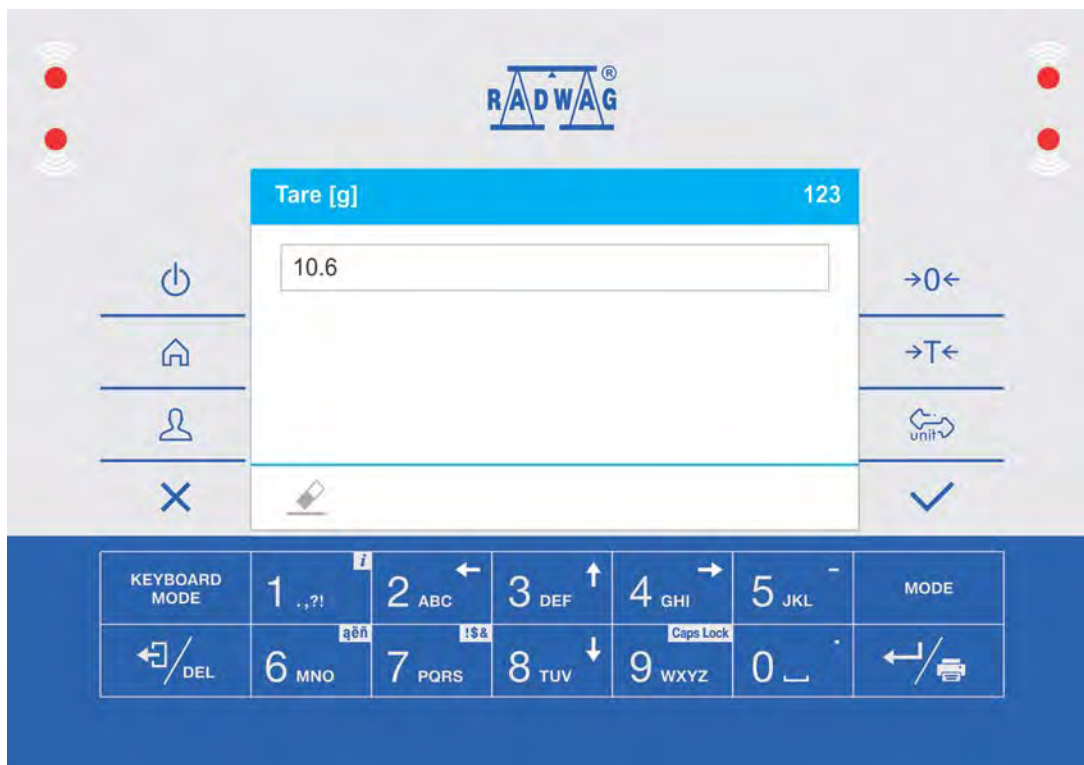 RADWAG®
Tare [g] 123
10.6
→0←
→T←
unit
KEYBOARD MODE
1 .,?! i
2 ABC ←
3 DEF ↑
4 GHI →
5 JKL -
MODE
DEL
6 MNO ąëñ
7 PQRS !$&
8 TUV ↓
9 WXYZ Caps Lock
0 .